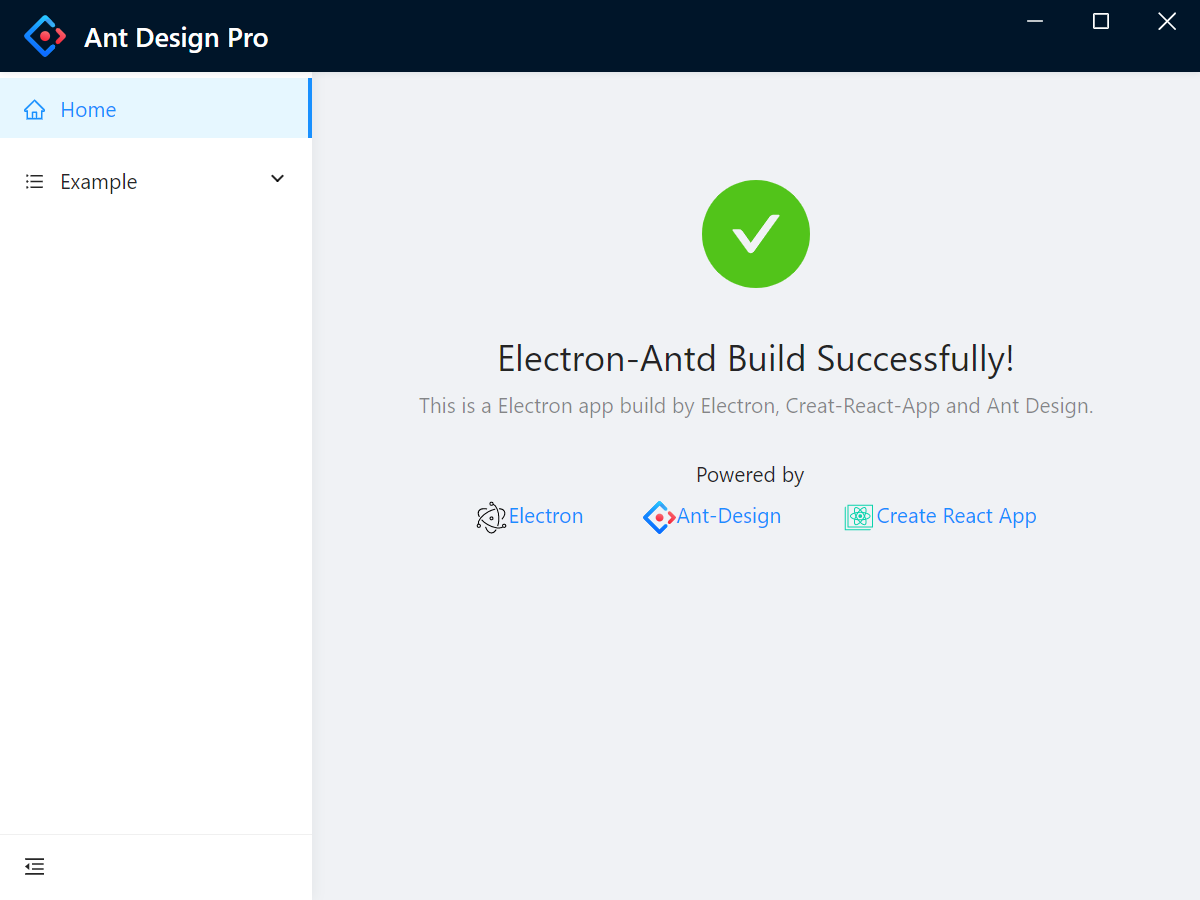 Ant Design Pro
Home
Example
Electron-Antd Build Successfully!
This is a Electron app build by Electron, Creat-React-App and Ant Design.
Powered by
Electron Ant-Design Create React App